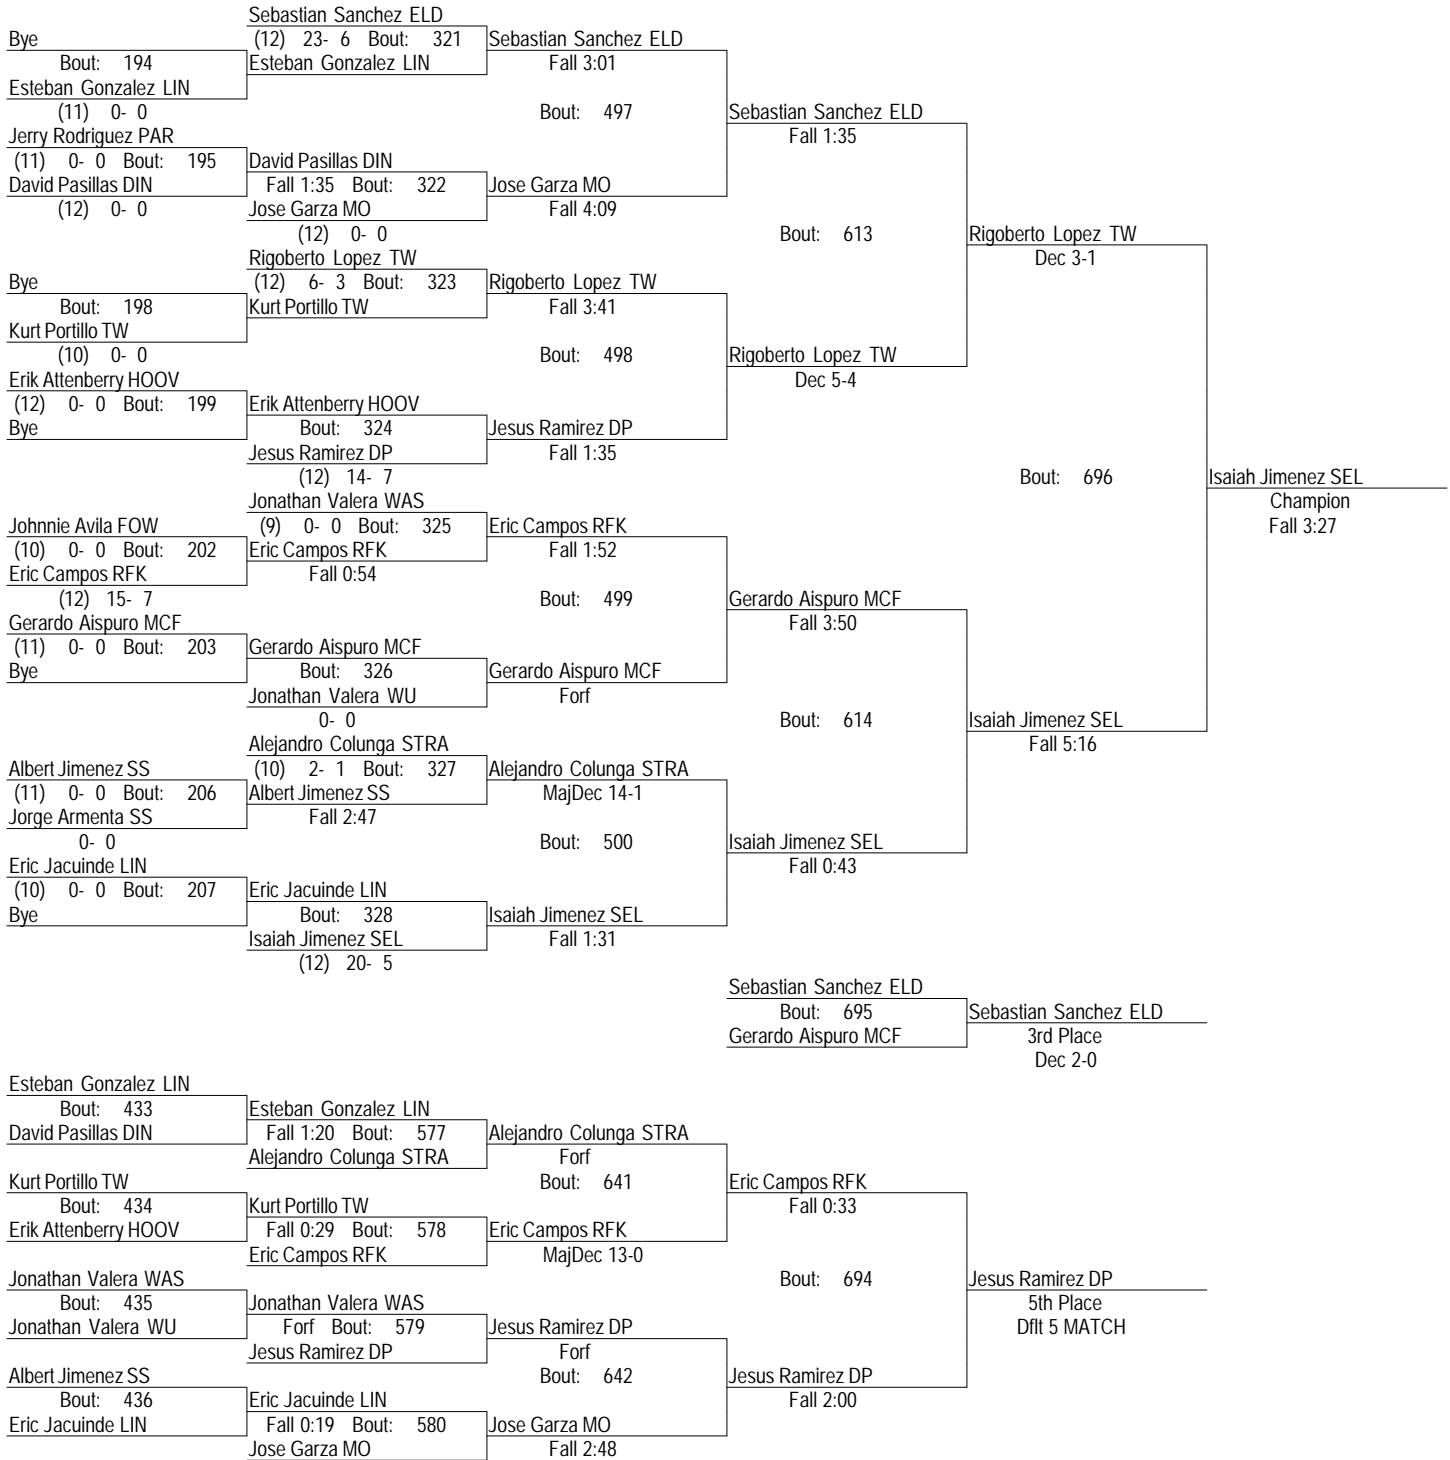 Sebastian Sanchez ELD
Bye (12) 23- 6 Bout: 321 Sebastian Sanchez ELD
Bout: 194 Esteban Gonzalez LIN Fall 3:01
Esteban Gonzalez LIN
(11) 0- 0 Bout: 497 Sebastian Sanchez ELD
Jerry Rodriguez PAR Fall 1:35
(11) 0- 0 Bout: 195 David Pasillas DIN
David Pasillas DIN Fall 1:35 Bout: 322 Jose Garza MO
(12) 0- 0 Jose Garza MO Fall 4:09
(12) 0- 0 Bout: 613 Rigoberto Lopez TW
Rigoberto Lopez TW Dec 3-1
Bye (12) 6- 3 Bout: 323 Rigoberto Lopez TW
Bout: 198 Kurt Portillo TW Fall 3:41
Kurt Portillo TW
(10) 0- 0 Bout: 498 Rigoberto Lopez TW
Erik Attenberry HOOV Dec 5-4
(12) 0- 0 Bout: 199 Erik Attenberry HOOV
Bye Bout: 324 Jesus Ramirez DP
Jesus Ramirez DP Fall 1:35
(12) 14- 7 Bout: 696 Isaiah Jimenez SEL
Jonathan Valera WAS Champion
Johnnie Avila FOW (9) 0- 0 Bout: 325 Eric Campos RFK Fall 3:27
(10) 0- 0 Bout: 202 Eric Campos RFK Fall 1:52
Eric Campos RFK Fall 0:54
(12) 15- 7 Bout: 499 Gerardo Aispuro MCF
Gerardo Aispuro MCF Fall 3:50
(11) 0- 0 Bout: 203 Gerardo Aispuro MCF
Bye Bout: 326 Gerardo Aispuro MCF
Jonathan Valera WU Forf
0- 0 Bout: 614 Isaiah Jimenez SEL
Alejandro Colunga STRA Fall 5:16
Albert Jimenez SS (10) 2- 1 Bout: 327 Alejandro Colunga STRA
(11) 0- 0 Bout: 206 Albert Jimenez SS MajDec 14-1
Jorge Armenta SS Fall 2:47
0- 0 Bout: 500 Isaiah Jimenez SEL
Eric Jacuinde LIN Fall 0:43
(10) 0- 0 Bout: 207 Eric Jacuinde LIN
Bye Bout: 328 Isaiah Jimenez SEL
Isaiah Jimenez SEL Fall 1:31
(12) 20- 5
Sebastian Sanchez ELD
Bout: 695 Sebastian Sanchez ELD
Gerardo Aispuro MCF 3rd Place
Dec 2-0
Esteban Gonzalez LIN
Bout: 433 Esteban Gonzalez LIN
David Pasillas DIN Fall 1:20 Bout: 577 Alejandro Colunga STRA
Alejandro Colunga STRA Forf
Kurt Portillo TW Bout: 641 Eric Campos RFK
Bout: 434 Kurt Portillo TW Fall 0:33
Erik Attenberry HOOV Fall 0:29 Bout: 578 Eric Campos RFK
Eric Campos RFK MajDec 13-0
Jonathan Valera WAS Bout: 694 Jesus Ramirez DP
Bout: 435 Jonathan Valera WAS 5th Place
Jonathan Valera WU Forf Bout: 579 Jesus Ramirez DP Dflt 5 MATCH
Jesus Ramirez DP Forf
Albert Jimenez SS Bout: 642 Jesus Ramirez DP
Bout: 436 Eric Jacuinde LIN Fall 2:00
Eric Jacuinde LIN Fall 0:19 Bout: 580 Jose Garza MO
Jose Garza MO Fall 2:48